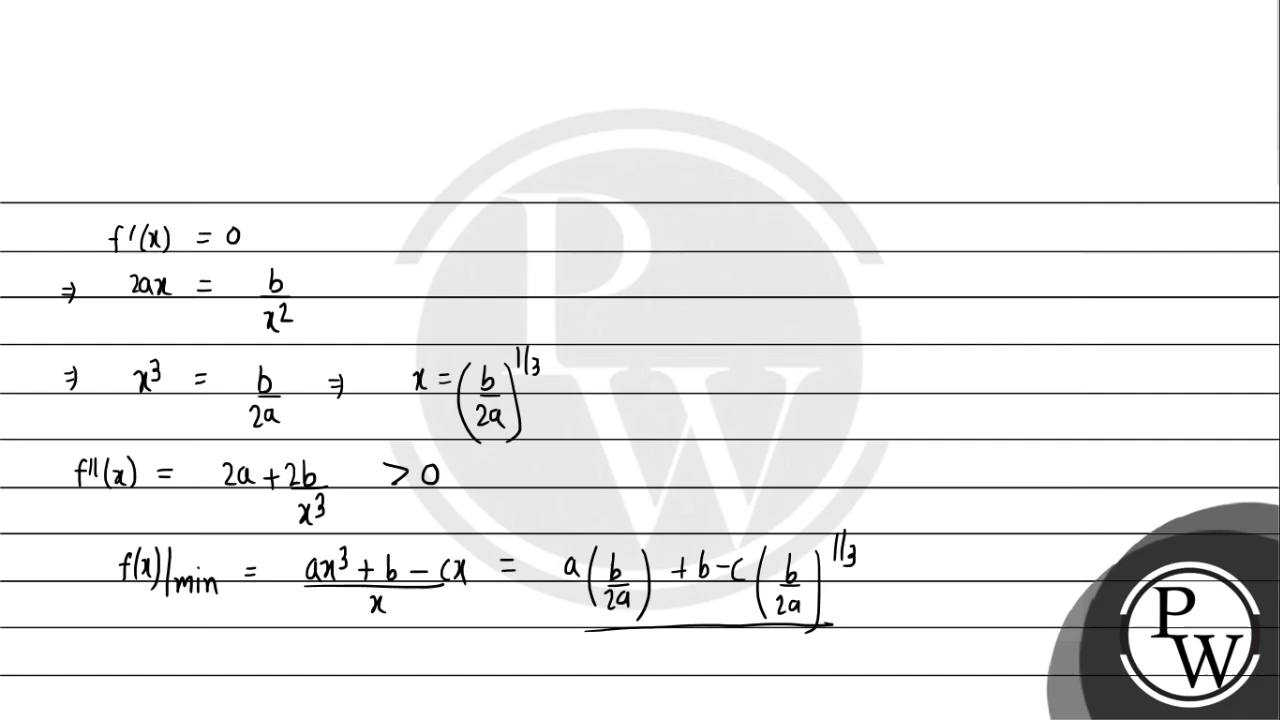 f'(x) = 0
⇒ 2ax = b/x²
⇒ x³ = b/2a ⇒ x = (b/2a)^1/3
f''(x) = 2a + 2b/x³ > 0
f(x)|min = ax³ + b - cx / x = a(b/2a) + b - c(b/2a)^1/3
PW
PW